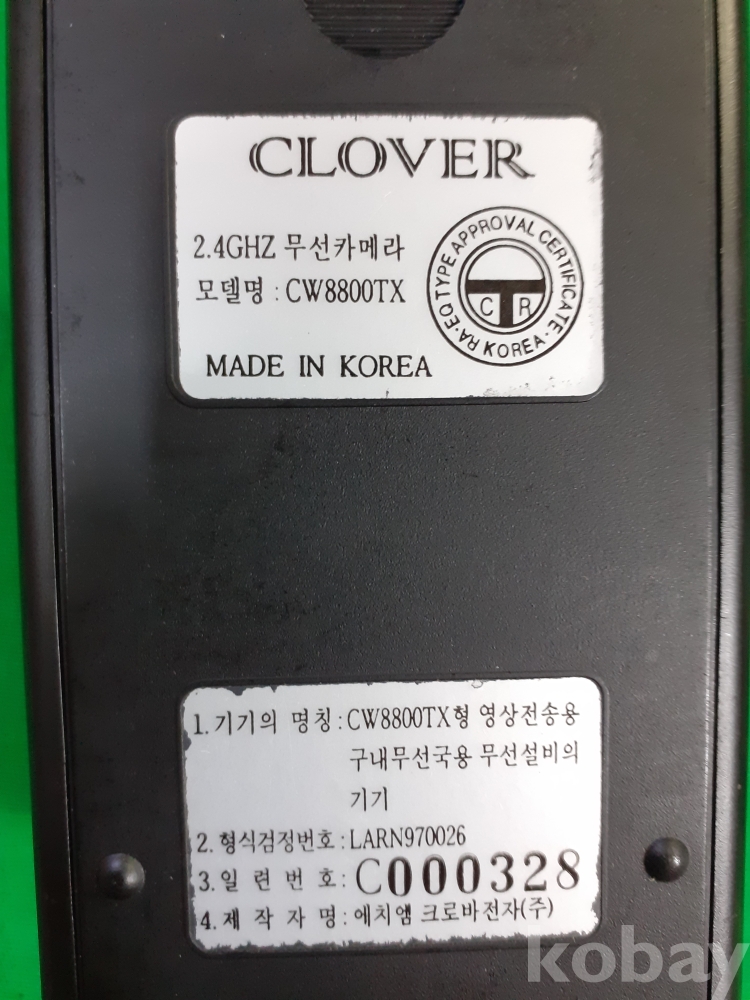 CLOVER
2.4GHZ 무선카메라
모델명 : CW8800TX
MADE IN KOREA
TYPE APPROVAL CERTIFICATE · RA·EQ
C T R
KOREA
1. 기기의 명칭 : CW8800TX형 영상전송용
구내무선국용 무선설비의
기기
2. 형식검정번호 : LARN970026
3. 일 련 번 호 : C000328
4. 제 작 자 명 : 에치앰 크로바전자(주)
kobay